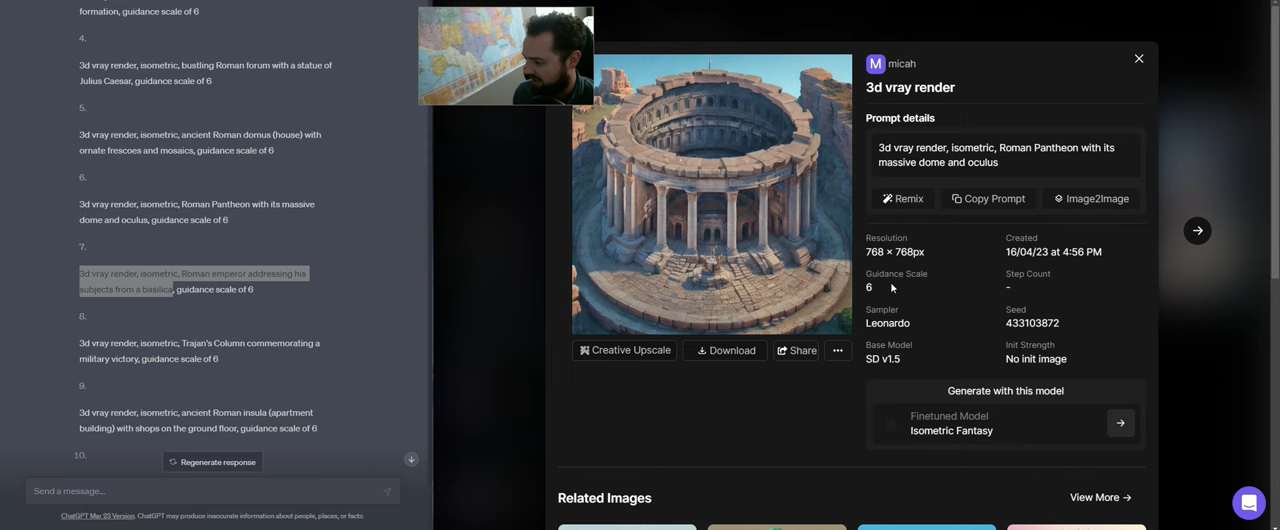 formation, guidance scale of 6
4.
3d vray render, isometric, bustling Roman forum with a statue of
Julius Caesar, guidance scale of 6
5.
3d vray render, isometric, ancient Roman domus (house) with
ornate frescoes and mosaics, guidance scale of 6
6.
3d vray render, isometric, Roman Pantheon with its massive
dome and oculus, guidance scale of 6
7.
3d vray render, isometric, Roman emperor addressing his
subjects from a basilica, guidance scale of 6
8.
3d vray render, isometric, Trajan's Column commemorating a
military victory, guidance scale of 6
9.
3d vray render, isometric, ancient Roman insula (apartment
building) with shops on the ground floor, guidance scale of 6
10.
Regenerate response
Send a message...
ChatGPT Mar 23 Version. ChatGPT may produce inaccurate information about people, places, or facts.
M micah
3d vray render
Prompt details
3d vray render, isometric, Roman Pantheon with its
massive dome and oculus
Remix Copy Prompt Image2Image
Resolution Created
768 × 768px 16/04/23 at 4:56 PM
Guidance Scale Step Count
6 -
Sampler Seed
Leonardo 433103872
Base Model Init Strength
SD v1.5 No init image
Creative Upscale Download Share
Generate with this model
Finetuned Model
Isometric Fantasy
Related Images View More